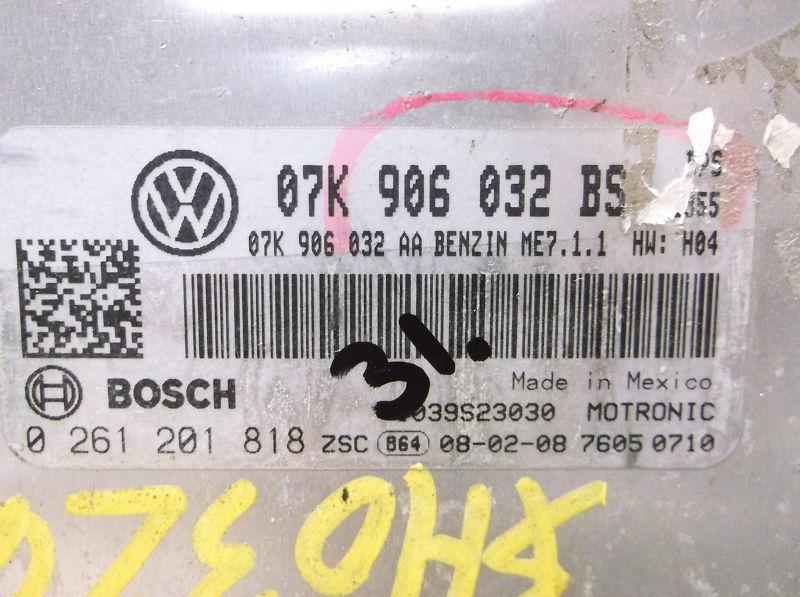 07K 906 032 BS
07K 906 032 AA BENZIN ME7.1.1 HW: H04
31.
BOSCH
Made in Mexico
039S23030 MOTRONIC
0 261 201 818 ZSC 864 08-02-08 7605 0710